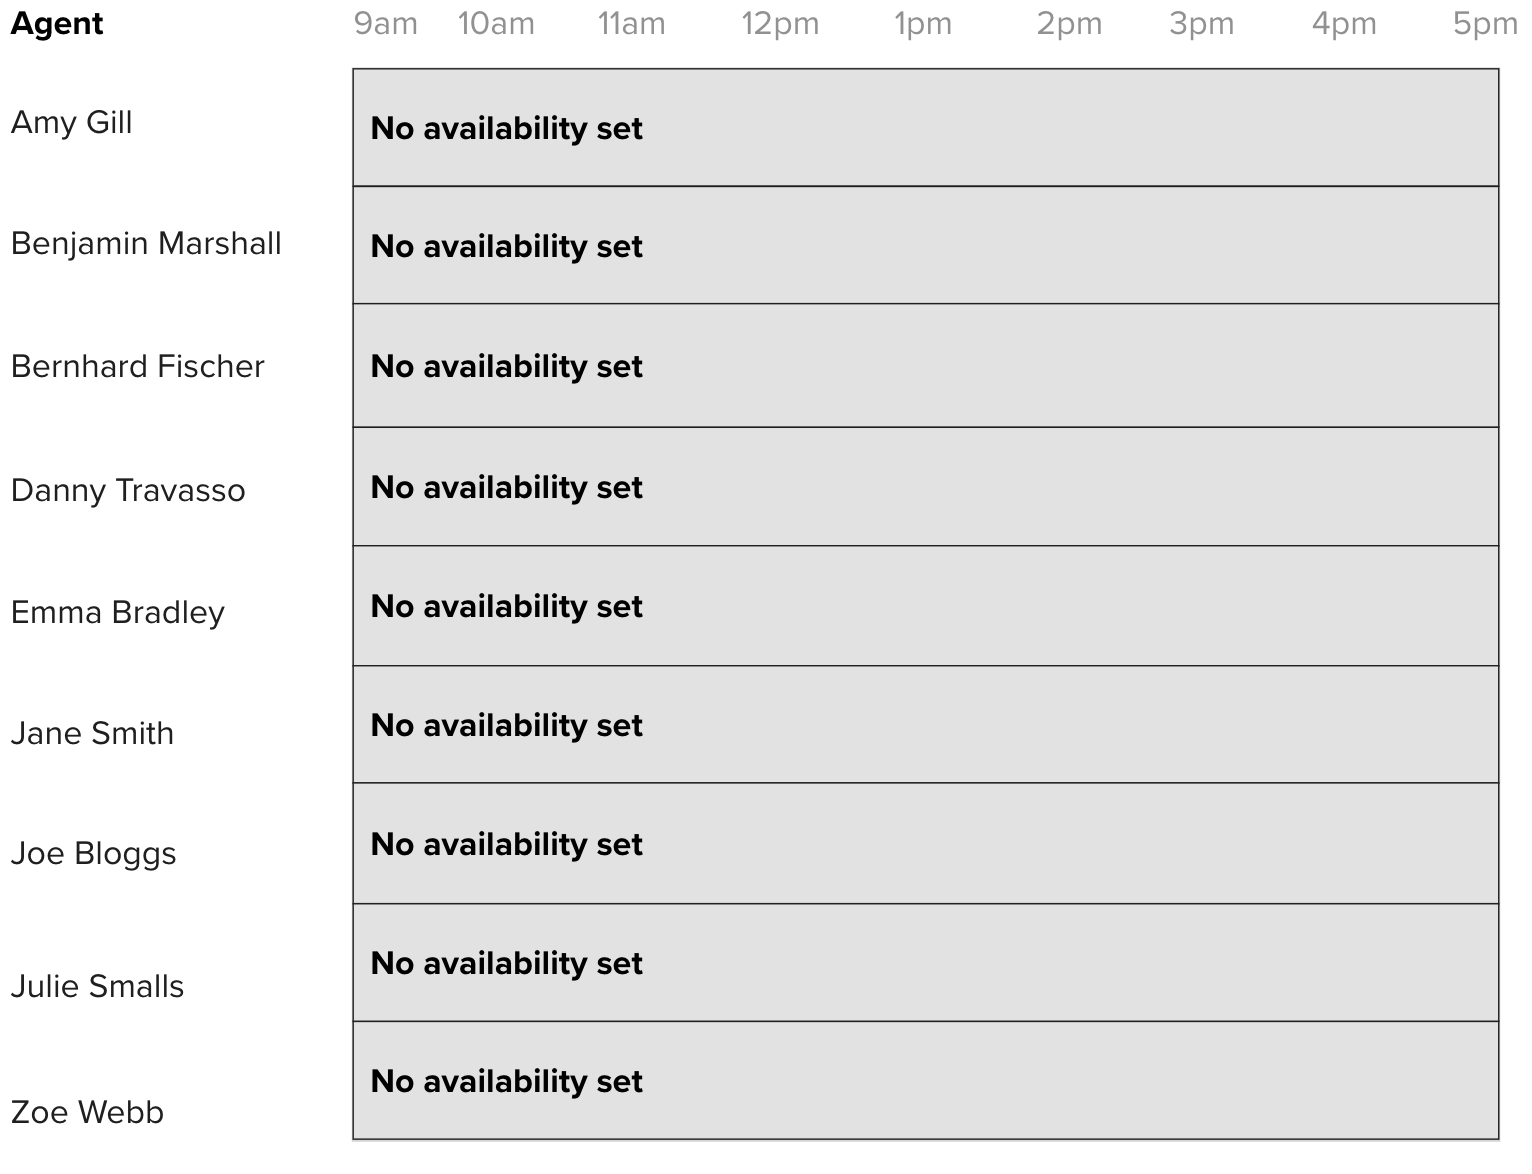 Agent 9am 10am 11am 12pm 1pm 2pm 3pm 4pm 5pm
Amy Gill No availability set
Benjamin Marshall No availability set
Bernhard Fischer No availability set
Danny Travasso No availability set
Emma Bradley No availability set
Jane Smith No availability set
Joe Bloggs No availability set
Julie Smalls No availability set
Zoe Webb No availability set